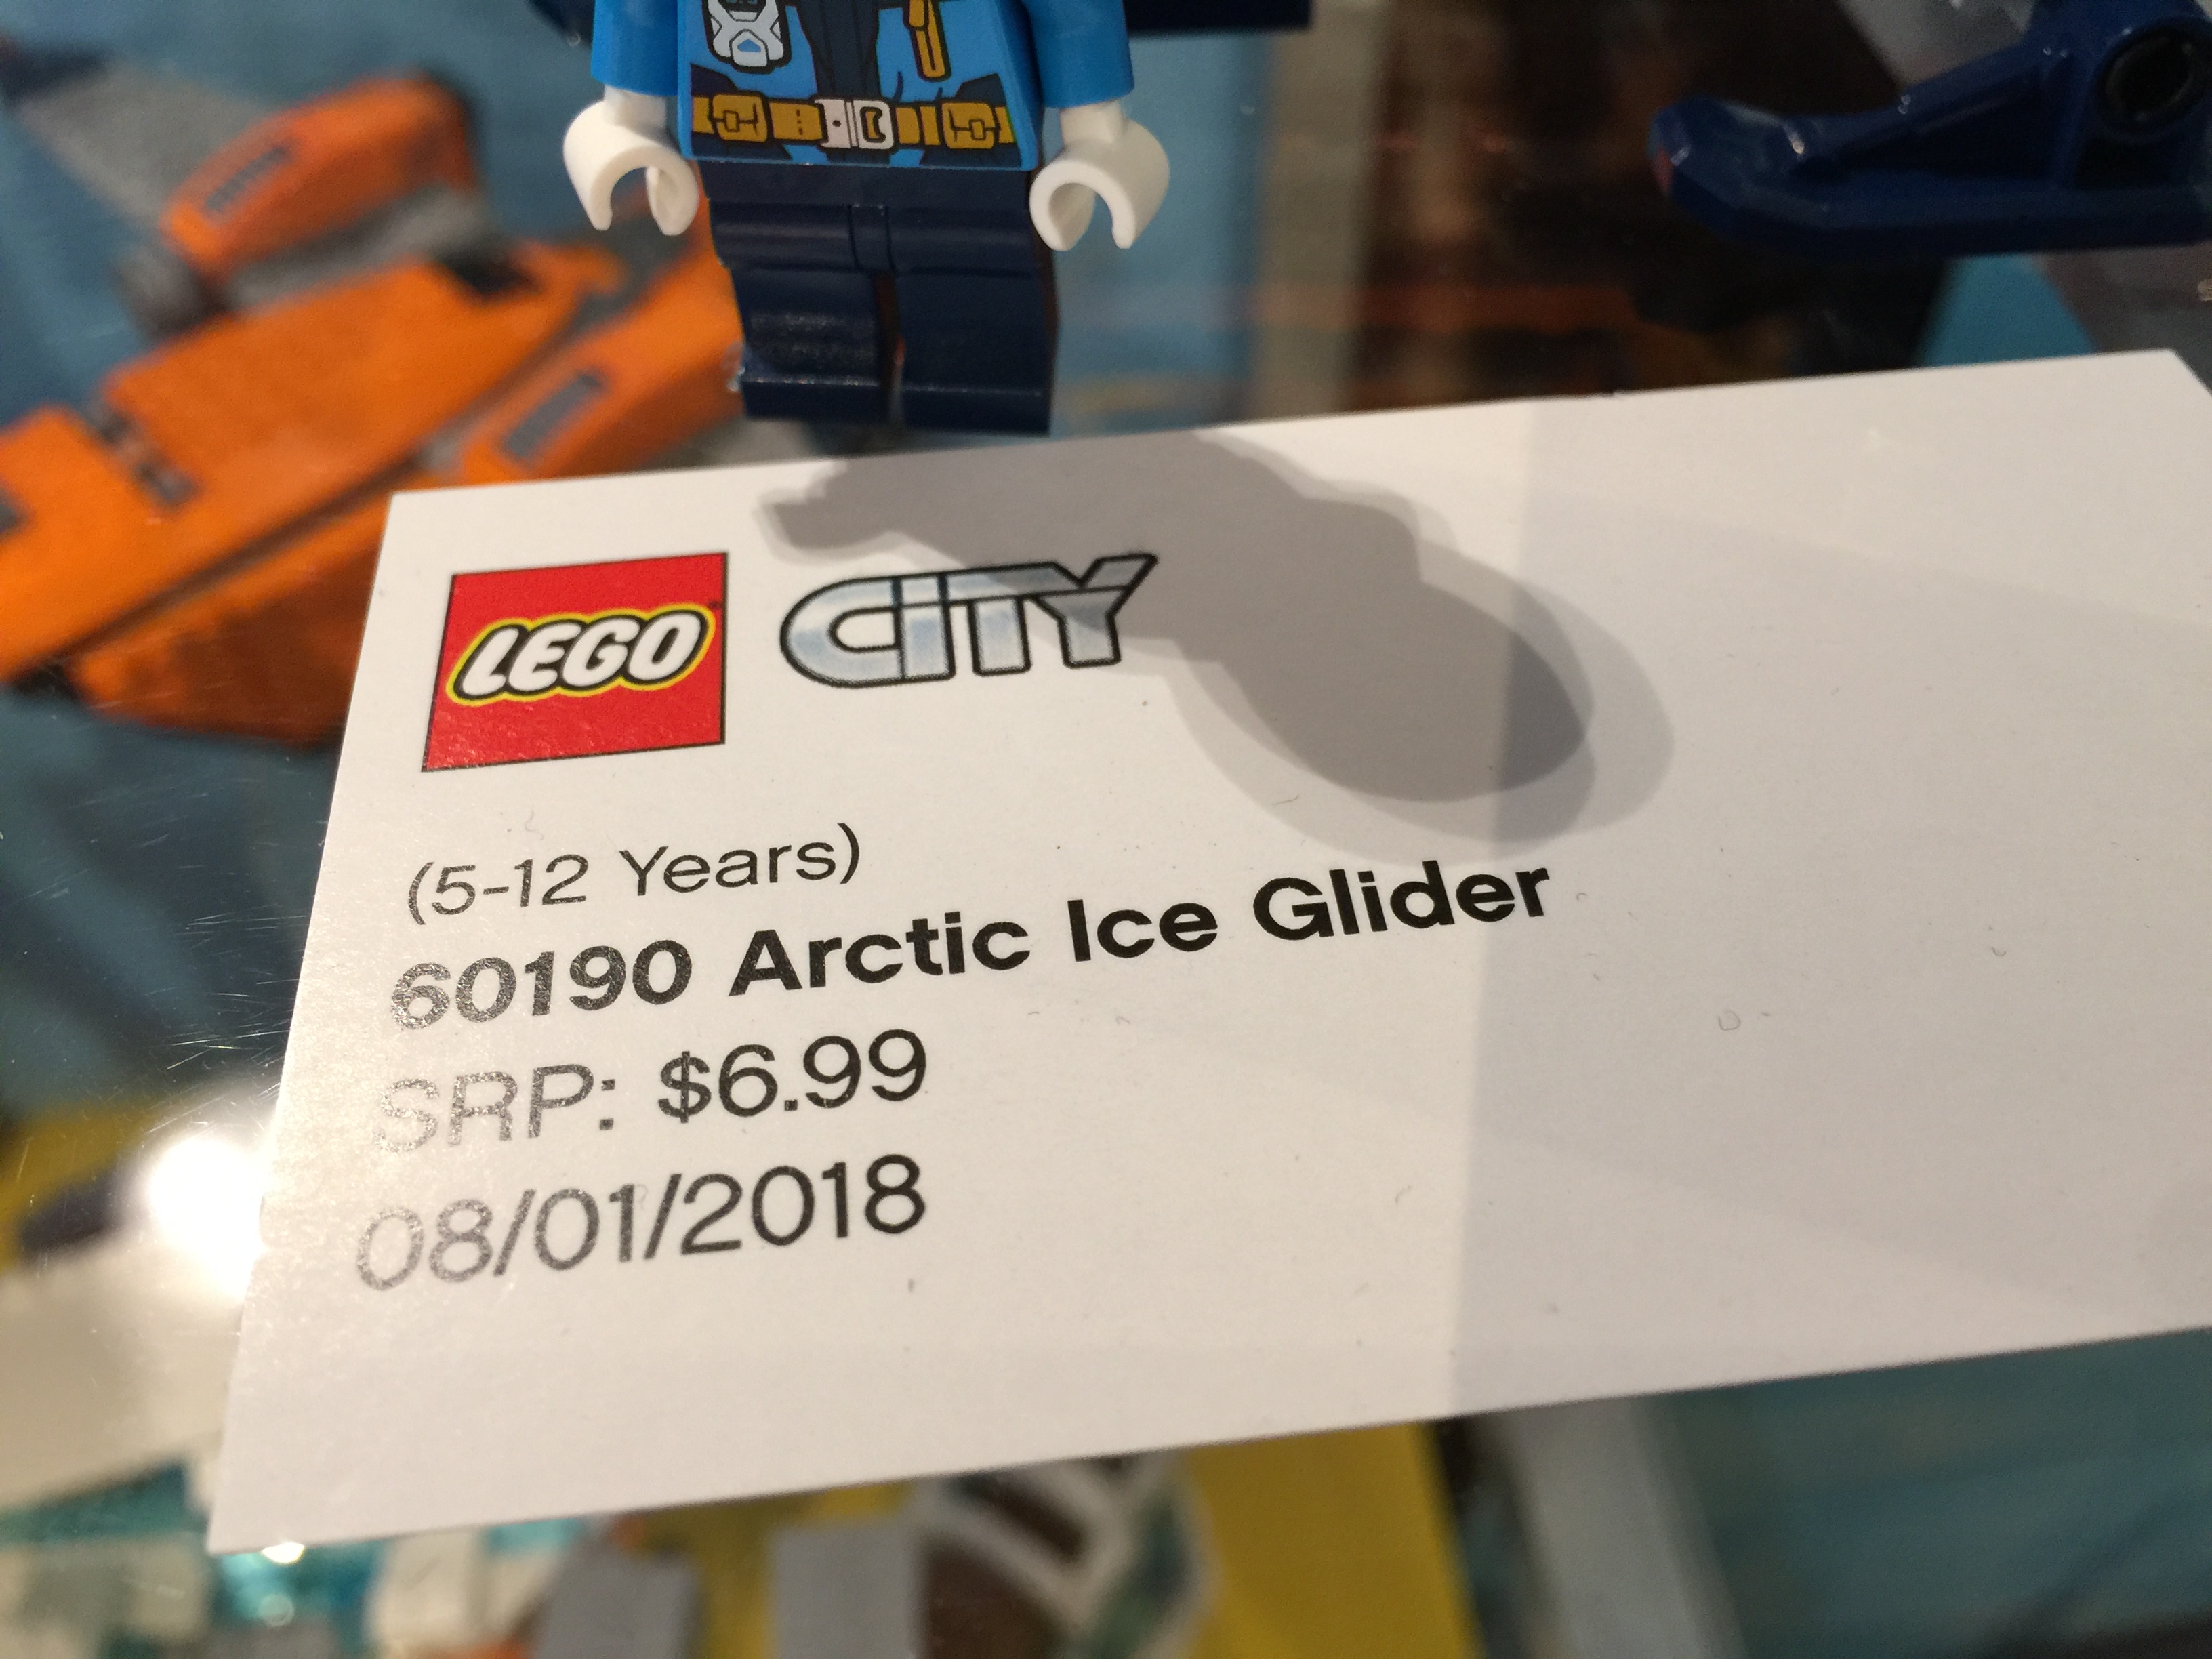 LEGO CITY
(5-12 Years)
60190 Arctic Ice Glider
SRP: $6.99
08/01/2018